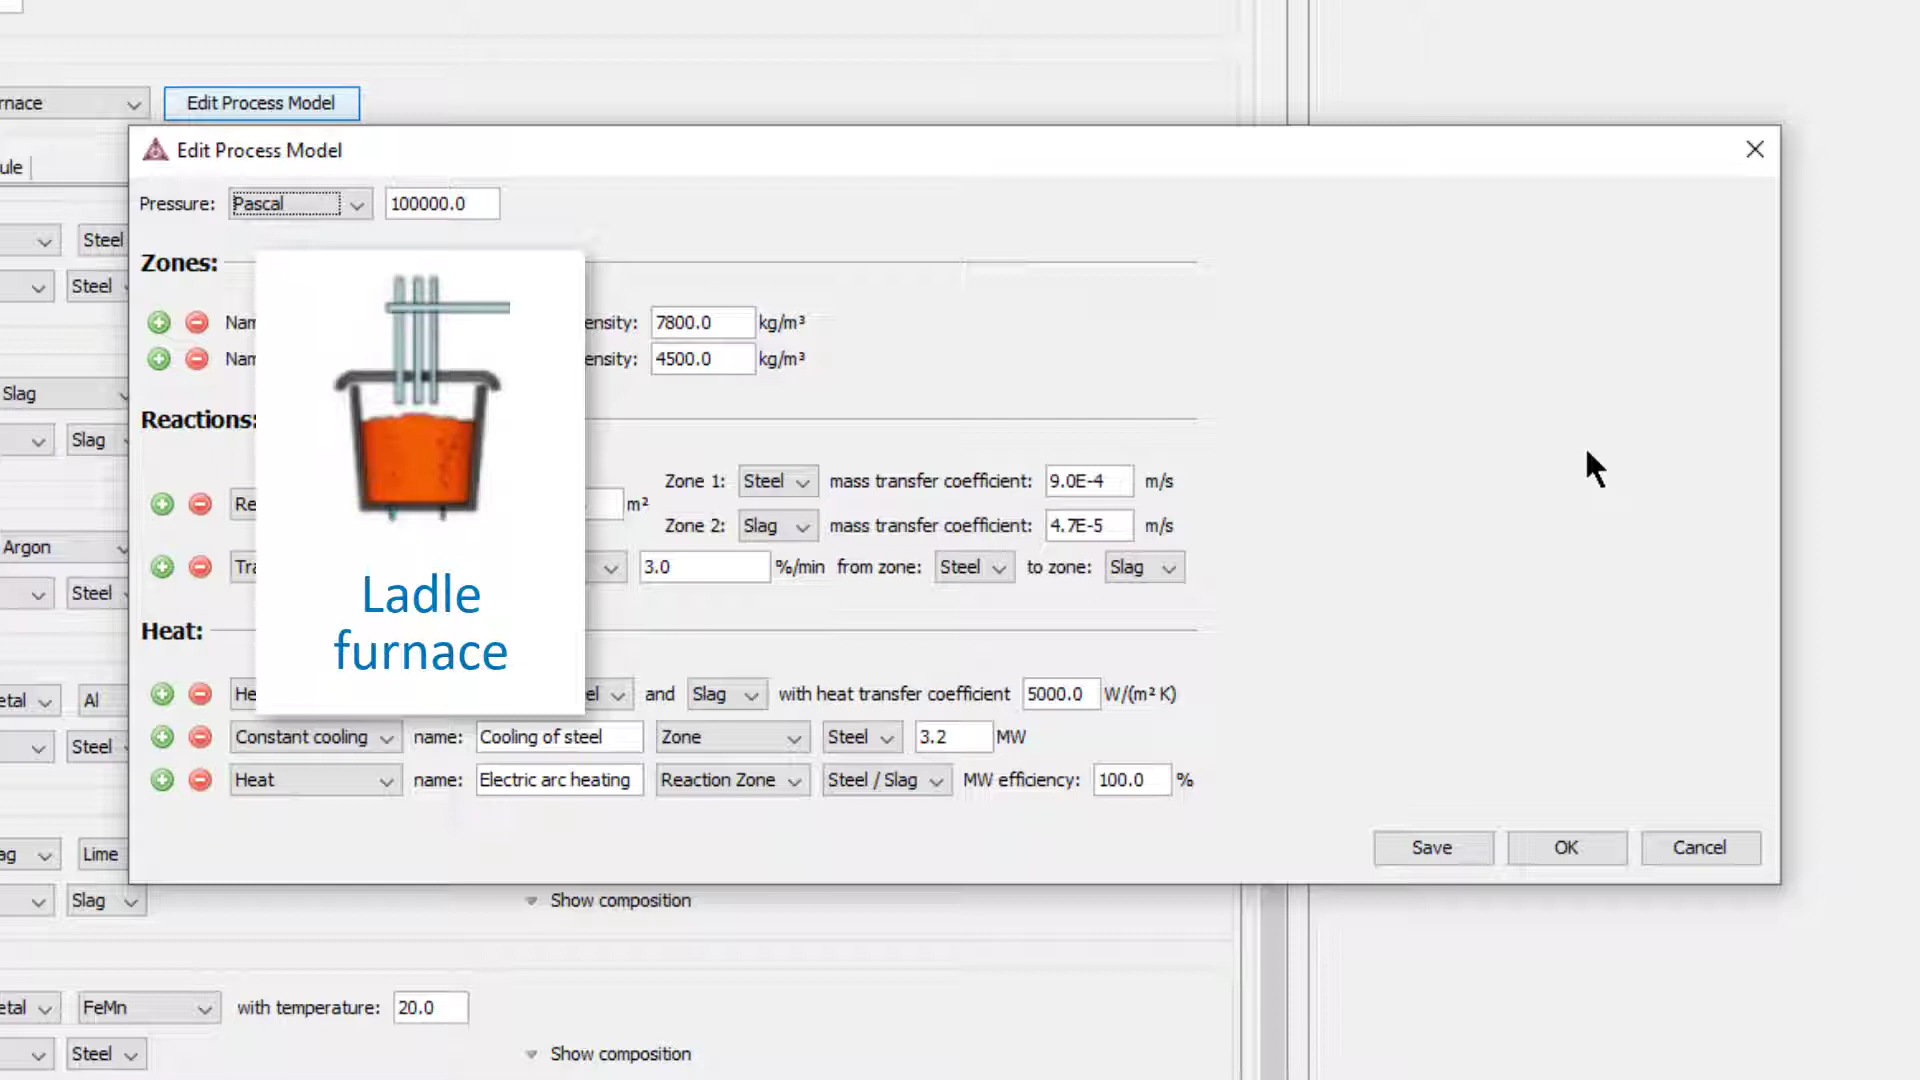 rnace Edit Process Model
Edit Process Model
ule
Pressure: Pascal 100000.0
Steel
Zones:
Steel
Nam ensity: 7800.0 kg/m³
Nam ensity: 4500.0 kg/m³
Slag
Reactions:
Slag
Zone 1: Steel mass transfer coefficient: 9.0E-4 m/s
Re m²
Zone 2: Slag mass transfer coefficient: 4.7E-5 m/s
Argon
Tra 3.0 %/min from zone: Steel to zone: Slag
Steel
Ladle
furnace
Heat:
etal Al
He el and Slag with heat transfer coefficient 5000.0 W/(m² K)
Constant cooling name: Cooling of steel Zone Steel 3.2 MW
Steel
Heat name: Electric arc heating Reaction Zone Steel / Slag MW efficiency: 100.0 %
ag Lime
Save OK Cancel
Slag Show composition
etal FeMn with temperature: 20.0
Steel Show composition